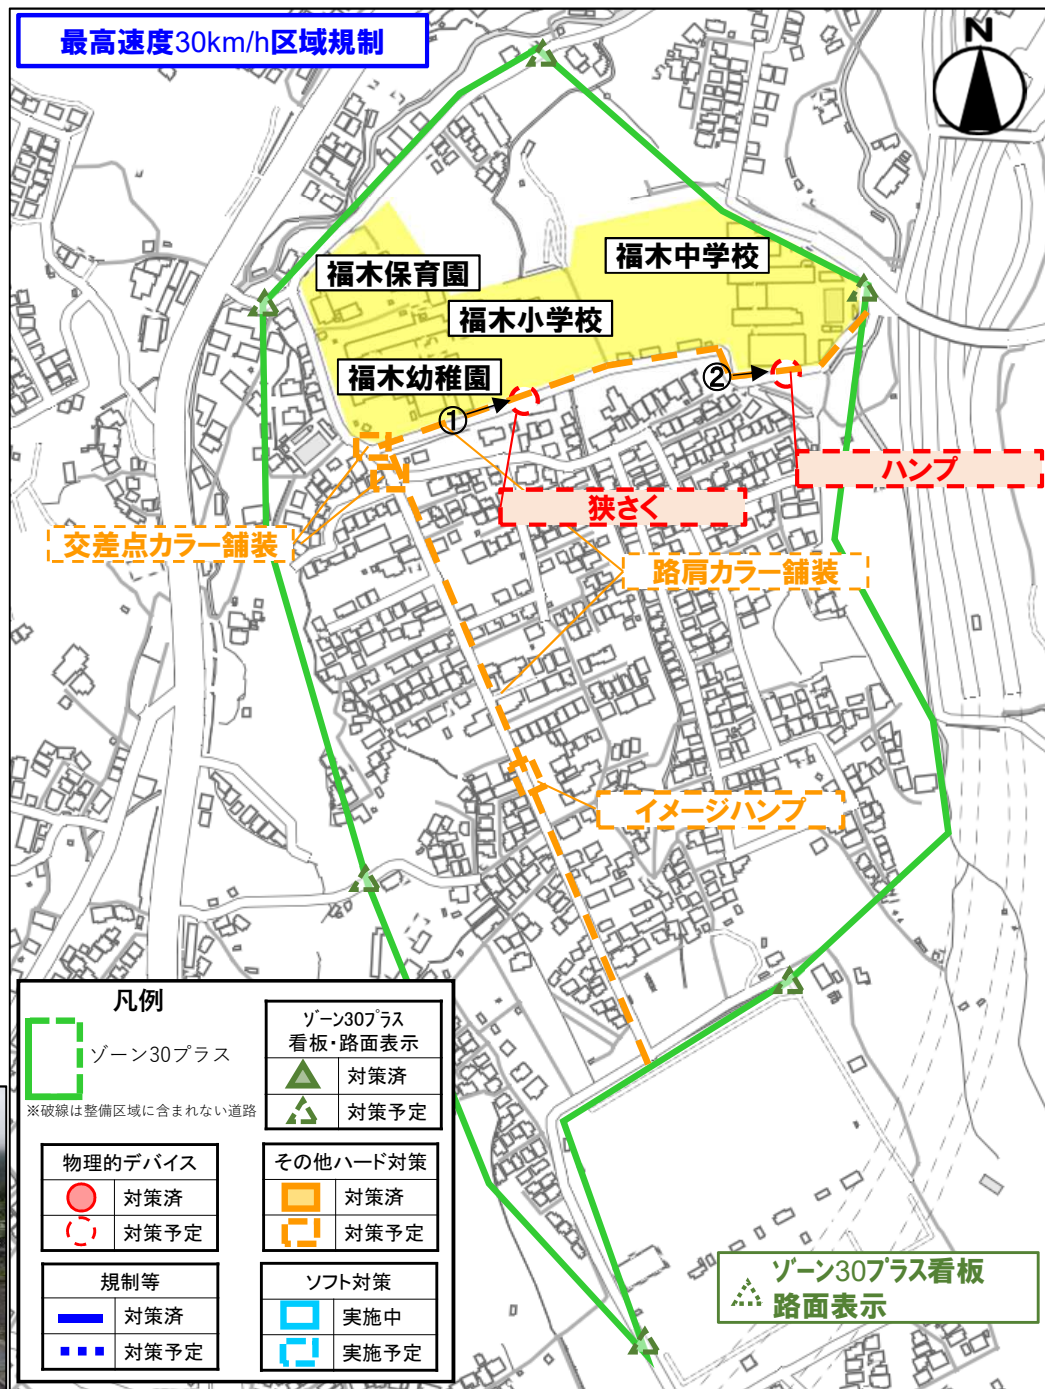 最高速度30km/h区域規制
N
福木保育園
福木中学校
福木小学校
福木幼稚園
①
②
ハンプ
狭さく
交差点カラー舗装
路肩カラー舗装
イメージハンプ
凡例
ゾーン30プラス
※破線は整備区域に含まれない道路
ゾーン30プラス
看板・路面表示
対策済
対策予定
物理的デバイス
対策済
対策予定
その他ハード対策
対策済
対策予定
規制等
対策済
対策予定
ソフト対策
実施中
実施予定
ゾーン30プラス看板
路面表示